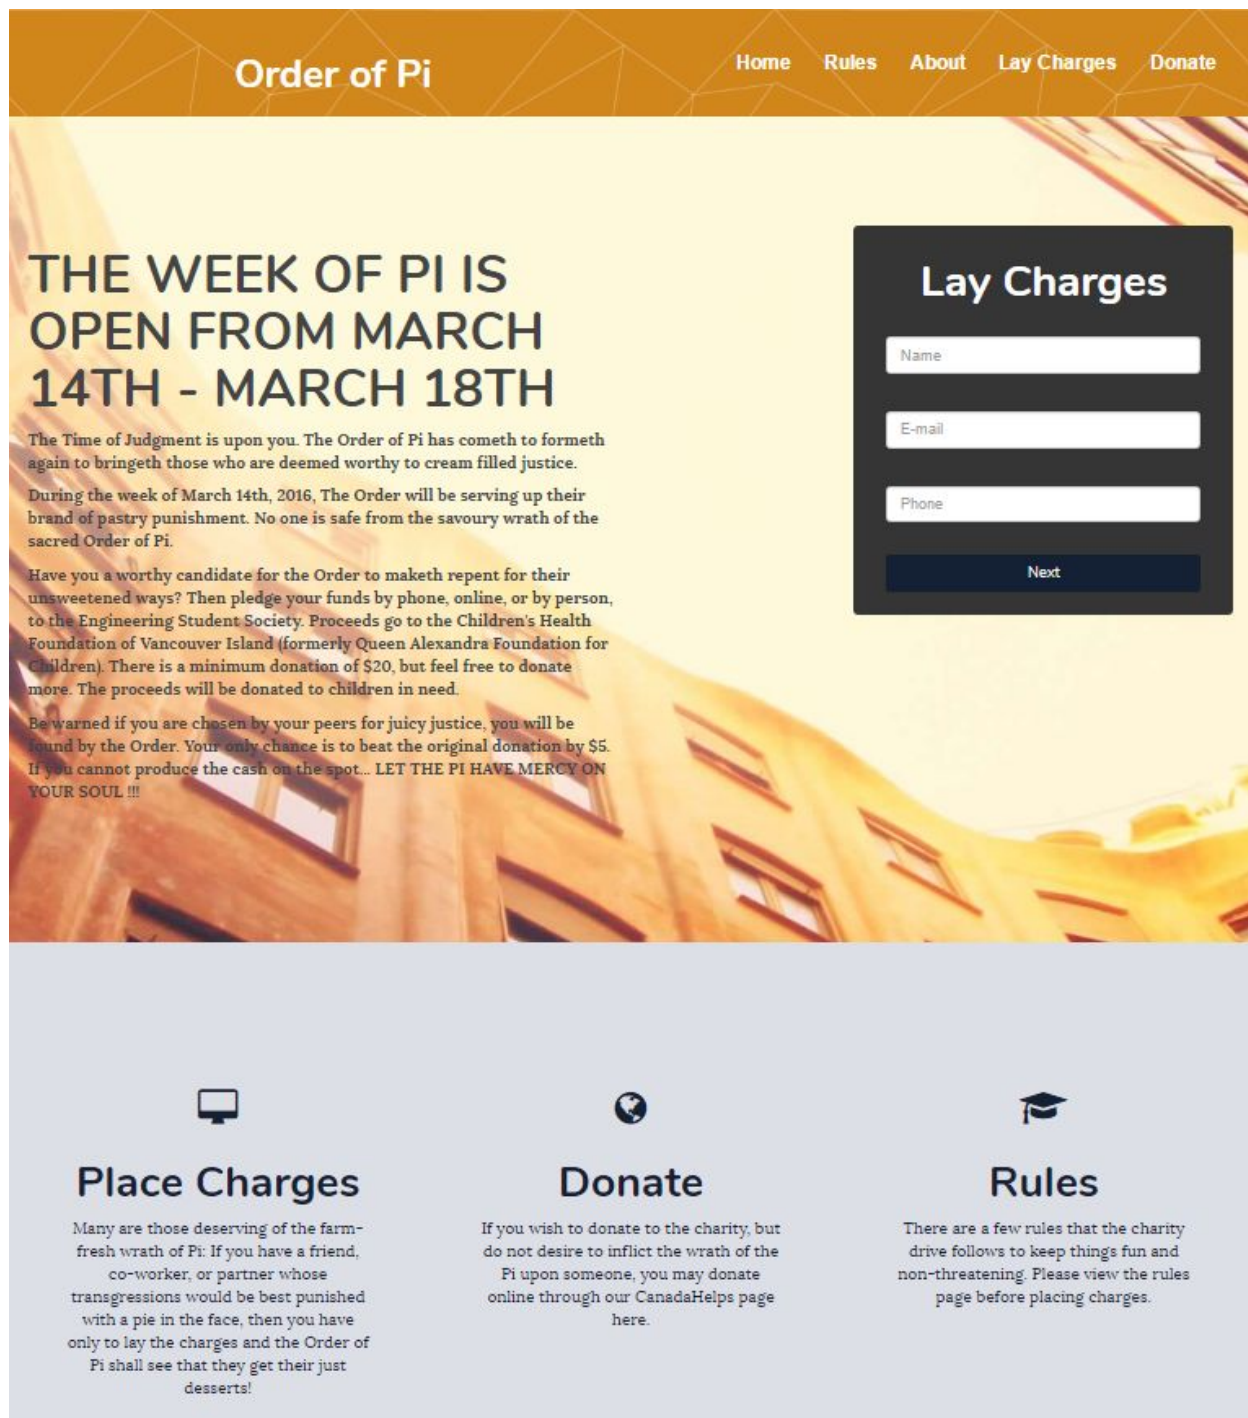 Order of Pi
Home Rules About Lay Charges Donate
THE WEEK OF PI IS
OPEN FROM MARCH
14TH - MARCH 18TH
The Time of Judgment is upon you. The Order of Pi has cometh to formeth
again to bringeth those who are deemed worthy to cream filled justice.
During the week of March 14th, 2016, The Order will be serving up their
brand of pastry punishment. No one is safe from the savoury wrath of the
sacred Order of Pi.
Have you a worthy candidate for the Order to maketh repent for their
unsweetened ways? Then pledge your funds by phone, online, or by person,
to the Engineering Student Society. Proceeds go to the Children's Health
Foundation of Vancouver Island (formerly Queen Alexandra Foundation for
Children). There is a minimum donation of $20, but feel free to donate
more. The proceeds will be donated to children in need.
Be warned if you are chosen by your peers for juicy justice, you will be
found by the Order. Your only chance is to beat the original donation by $5.
If you cannot produce the cash on the spot... LET THE PI HAVE MERCY ON
YOUR SOUL !!!
Lay Charges
Name
E-mail
Phone
Next
Place Charges
Many are those deserving of the farm-
fresh wrath of Pi: If you have a friend,
co-worker, or partner whose
transgressions would be best punished
with a pie in the face, then you have
only to lay the charges and the Order of
Pi shall see that they get their just
desserts!
Donate
If you wish to donate to the charity, but
do not desire to inflict the wrath of the
Pi upon someone, you may donate
online through our CanadaHelps page
here.
Rules
There are a few rules that the charity
drive follows to keep things fun and
non-threatening. Please view the rules
page before placing charges.